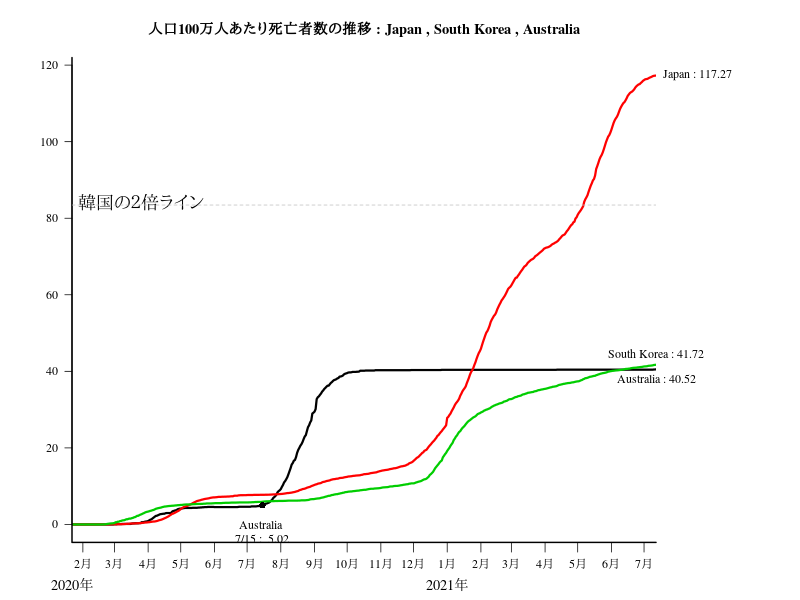 人口100万人あたり死亡者数の推移 : Japan , South Korea , Australia
120
Japan : 117.27
100
韓国の2倍ライン
80
60
South Korea : 41.72
40
Australia : 40.52
20
0
Australia
7/15 : 5.02
2月 3月 4月 5月 6月 7月 8月 9月 10月 11月 12月 1月 2月 3月 4月 5月 6月 7月
2020年 2021年